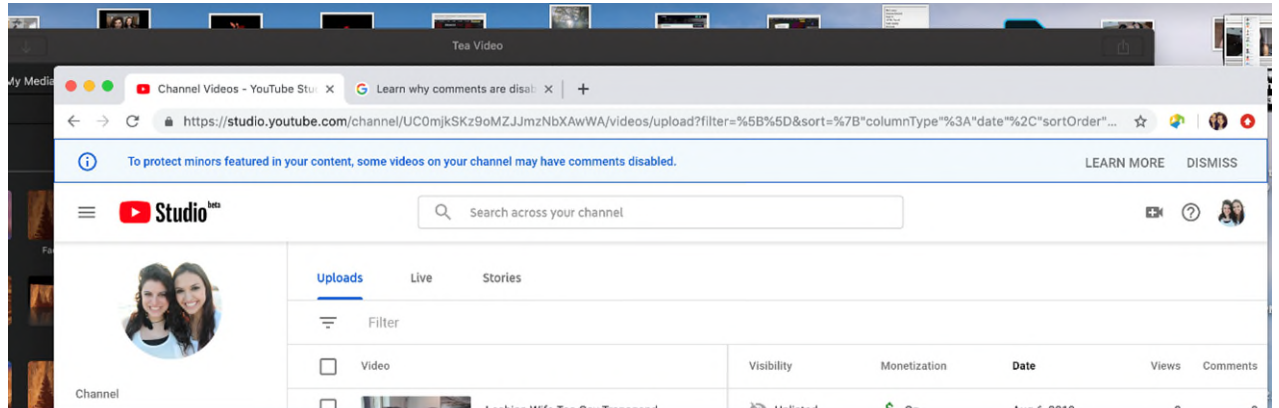 Tea Video
My Media
Channel Videos - YouTube Stu
Learn why comments are disab
https://studio.youtube.com/channel/UC0mjkSKz9oMZJJmzNbXAwWA/videos/upload?filter=%5B%5D&sort=%7B"columnType"%3A"date"%2C"sortOrder"...
To protect minors featured in your content, some videos on your channel may have comments disabled.
LEARN MORE DISMISS
Studio beta
Search across your channel
Uploads Live Stories
Filter
Video Visibility Monetization Date Views Comments
Channel
Unlisted